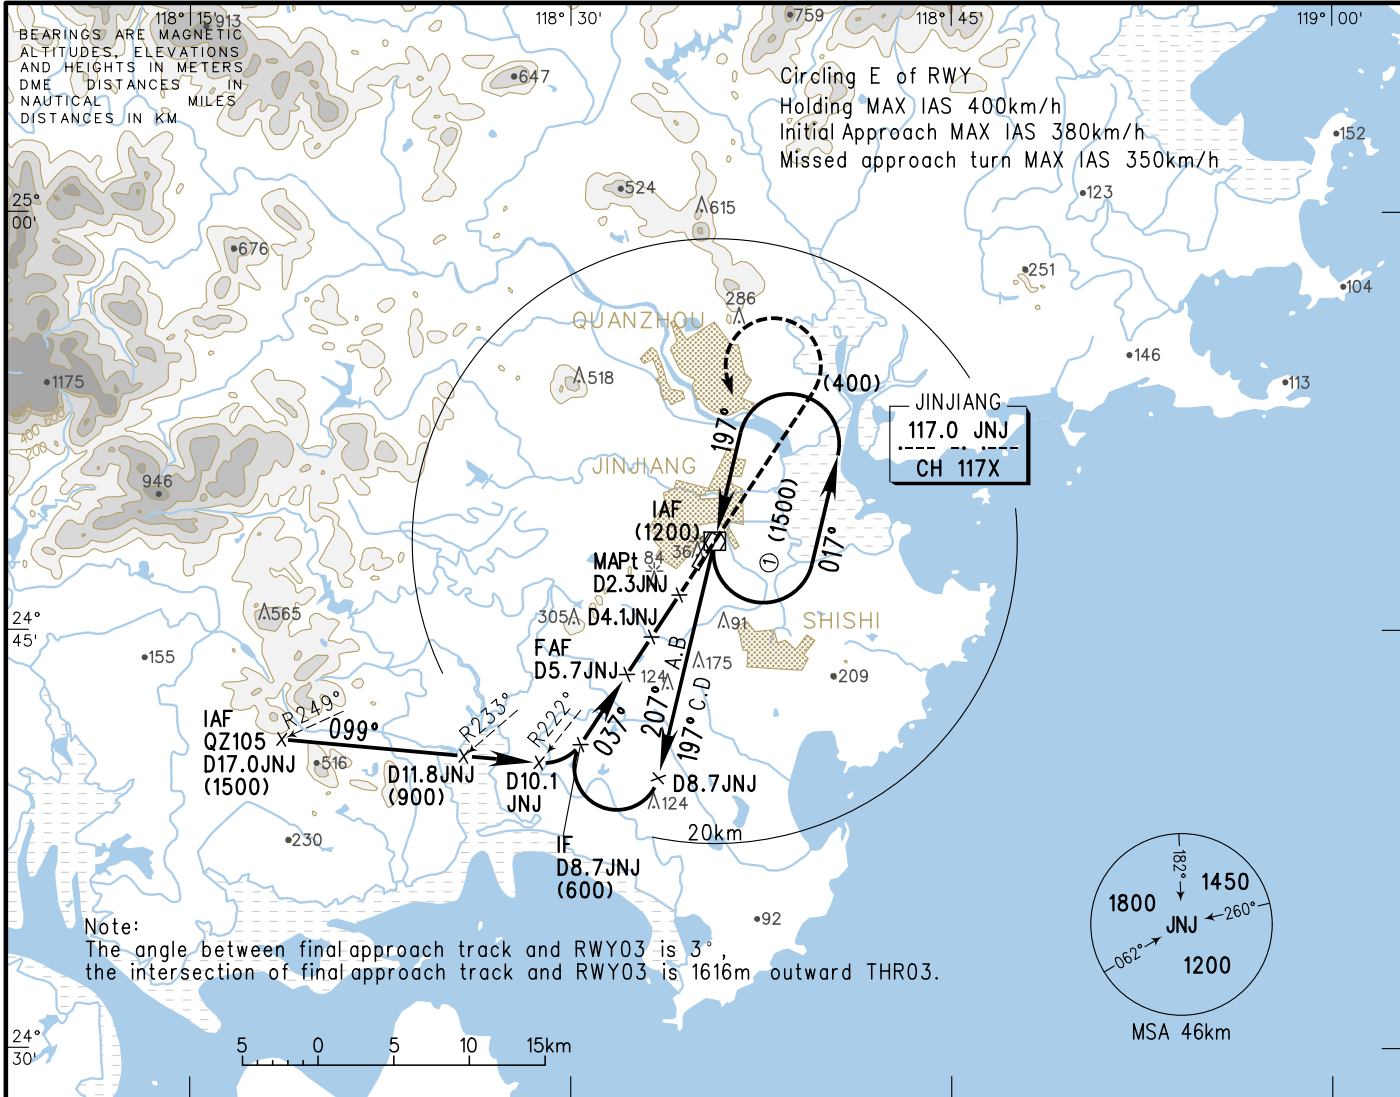 118° 15'
118° 30'
118° 45'
119° 00'
913
759
BEARINGS ARE MAGNETIC
ALTITUDES, ELEVATIONS
AND HEIGHTS IN METERS
DME DISTANCES IN
NAUTICAL MILES
DISTANCES IN KM
647
Circling E of RWY
Holding MAX IAS 400km/h
Initial Approach MAX IAS 380km/h
Missed approach turn MAX IAS 350km/h
152
524
615
123
25°
00'
676
251
104
286
QUANZHOU
146
1175
518
(400)
113
400
600
200
JINJIANG
117.0 JNJ
CH 117X
197°
JINJIANG
946
IAF
(1200)
① (1500)
017°
36
MAPt
D2.3JNJ
84
565
305
D4.1JNJ
91
SHISHI
24°
45'
155
FAF
D5.7JNJ
124
175
209
A.B
207°
C.D
197°
IAF
QZ105
D17.0JNJ
(1500)
R249°
099°
R233°
R222°
037°
516
D11.8JNJ
(900)
D10.1
JNJ
D8.7JNJ
124
20km
230
IF
D8.7JNJ
(600)
182°
1450
1800
260°
JNJ
062°
1200
MSA 46km
92
Note:
The angle between final approach track and RWY03 is 3°,
the intersection of final approach track and RWY03 is 1616m outward THR03.
24°
30'
5 0 5 10 15km